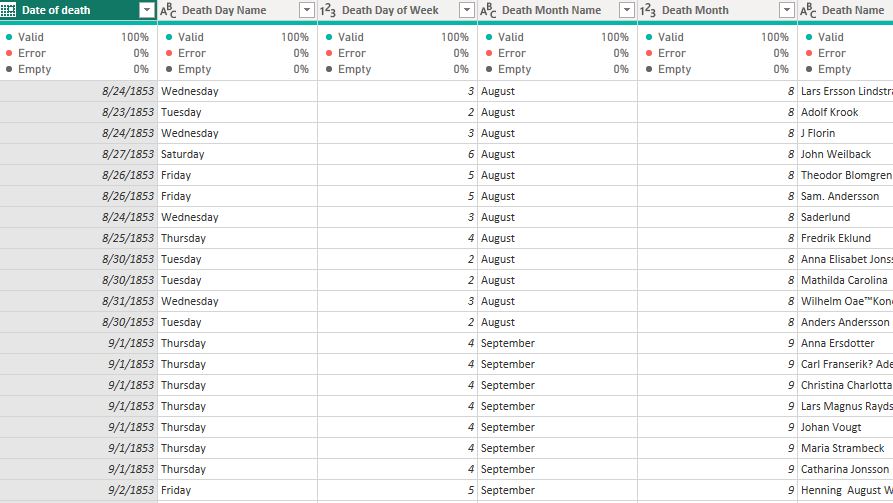 Date of death ABC Death Day Name 123 Death Day of Week ABC Death Month Name 123 Death Month ABC Death Name
Valid 100% Valid 100% Valid 100% Valid 100% Valid 100% Valid
Error 0% Error 0% Error 0% Error 0% Error 0% Error
Empty 0% Empty 0% Empty 0% Empty 0% Empty 0% Empty
8/24/1853 Wednesday 3 August 8 Lars Ersson Lindstra
8/23/1853 Tuesday 2 August 8 Adolf Krook
8/24/1853 Wednesday 3 August 8 J Florin
8/27/1853 Saturday 6 August 8 John Weilback
8/26/1853 Friday 5 August 8 Theodor Blomgren
8/26/1853 Friday 5 August 8 Sam. Andersson
8/24/1853 Wednesday 3 August 8 Saderlund
8/25/1853 Thursday 4 August 8 Fredrik Eklund
8/30/1853 Tuesday 2 August 8 Anna Elisabet Jonss
8/30/1853 Tuesday 2 August 8 Mathilda Carolina
8/31/1853 Wednesday 3 August 8 Wilhelm Oae™Kon
8/30/1853 Tuesday 2 August 8 Anders Andersson
9/1/1853 Thursday 4 September 9 Anna Ersdotter
9/1/1853 Thursday 4 September 9 Carl Franserik? Ade
9/1/1853 Thursday 4 September 9 Christina Charlotta
9/1/1853 Thursday 4 September 9 Lars Magnus Rayds
9/1/1853 Thursday 4 September 9 Johan Vougt
9/1/1853 Thursday 4 September 9 Maria Strambeck
9/1/1853 Thursday 4 September 9 Catharina Jonsson
9/2/1853 Friday 5 September 9 Henning August W